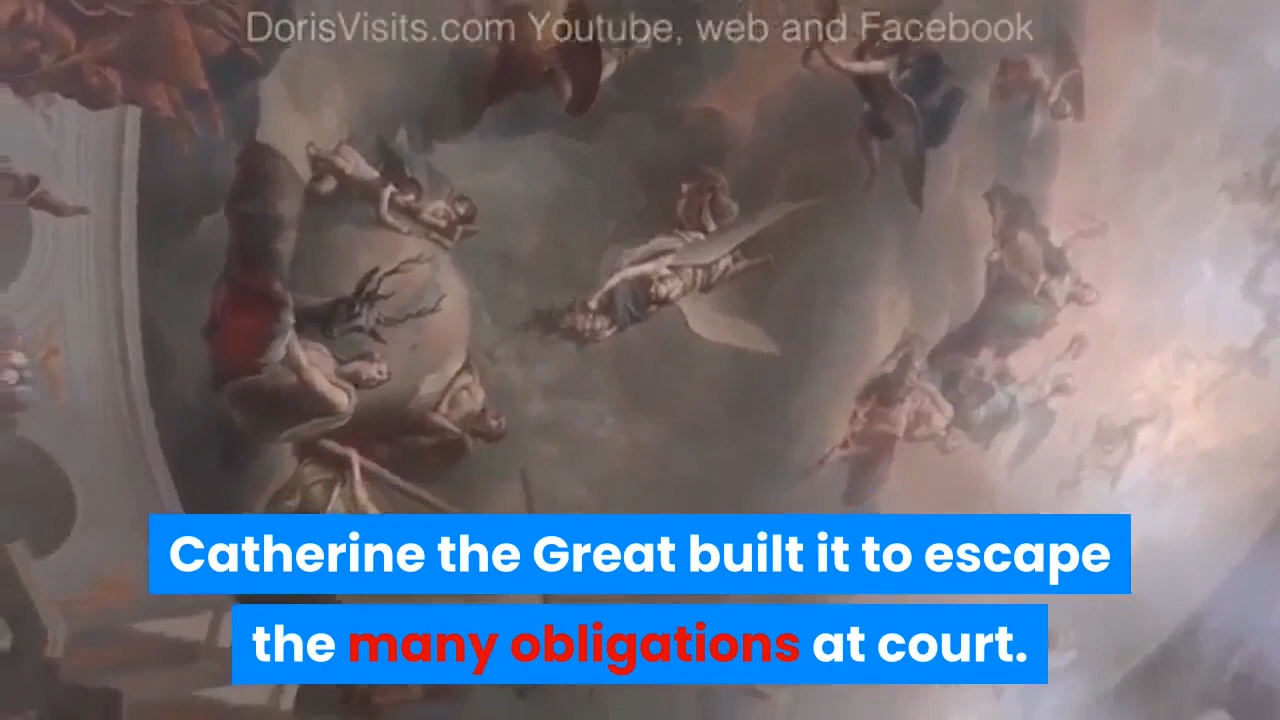 DorisVisits.com Youtube, web and Facebook
Catherine the Great built it to escape
the many obligations at court.